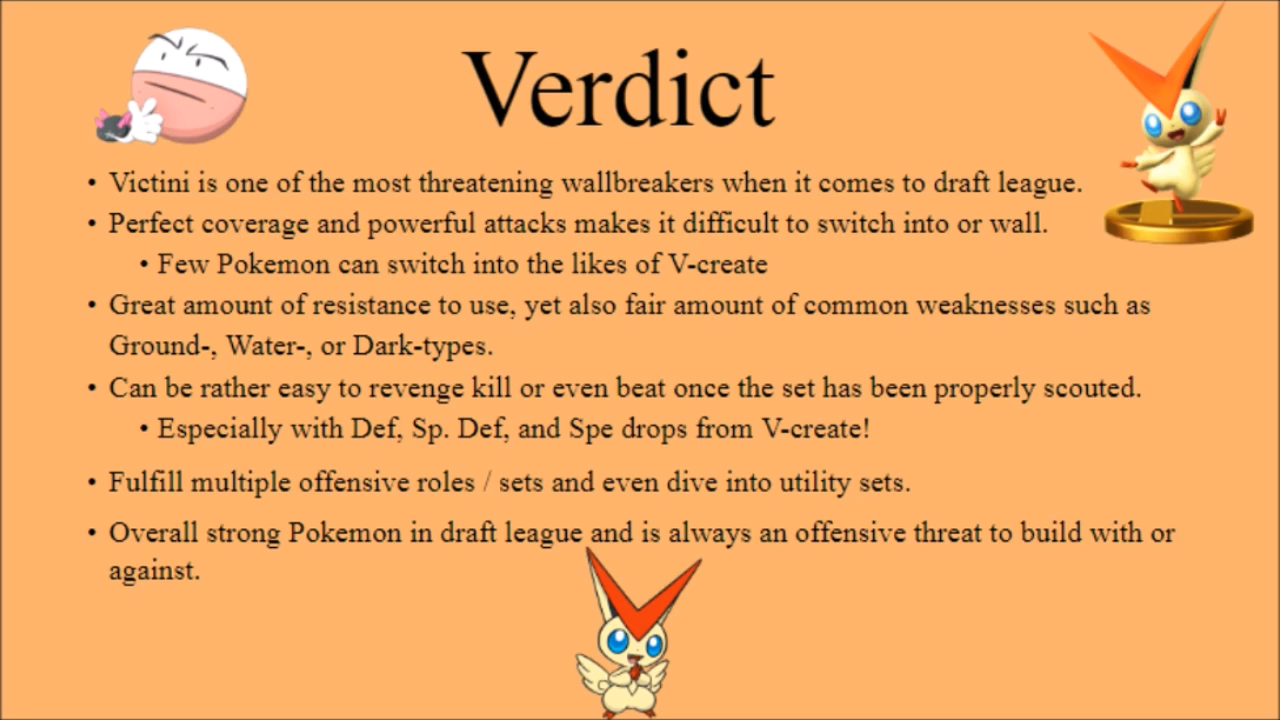 Verdict
• Victini is one of the most threatening wallbreakers when it comes to draft league.
• Perfect coverage and powerful attacks makes it difficult to switch into or wall.
• Few Pokemon can switch into the likes of V-create
• Great amount of resistance to use, yet also fair amount of common weaknesses such as
Ground-, Water-, or Dark-types.
• Can be rather easy to revenge kill or even beat once the set has been properly scouted.
• Especially with Def, Sp. Def, and Spe drops from V-create!
• Fulfill multiple offensive roles / sets and even dive into utility sets.
• Overall strong Pokemon in draft league and is always an offensive threat to build with or
against.